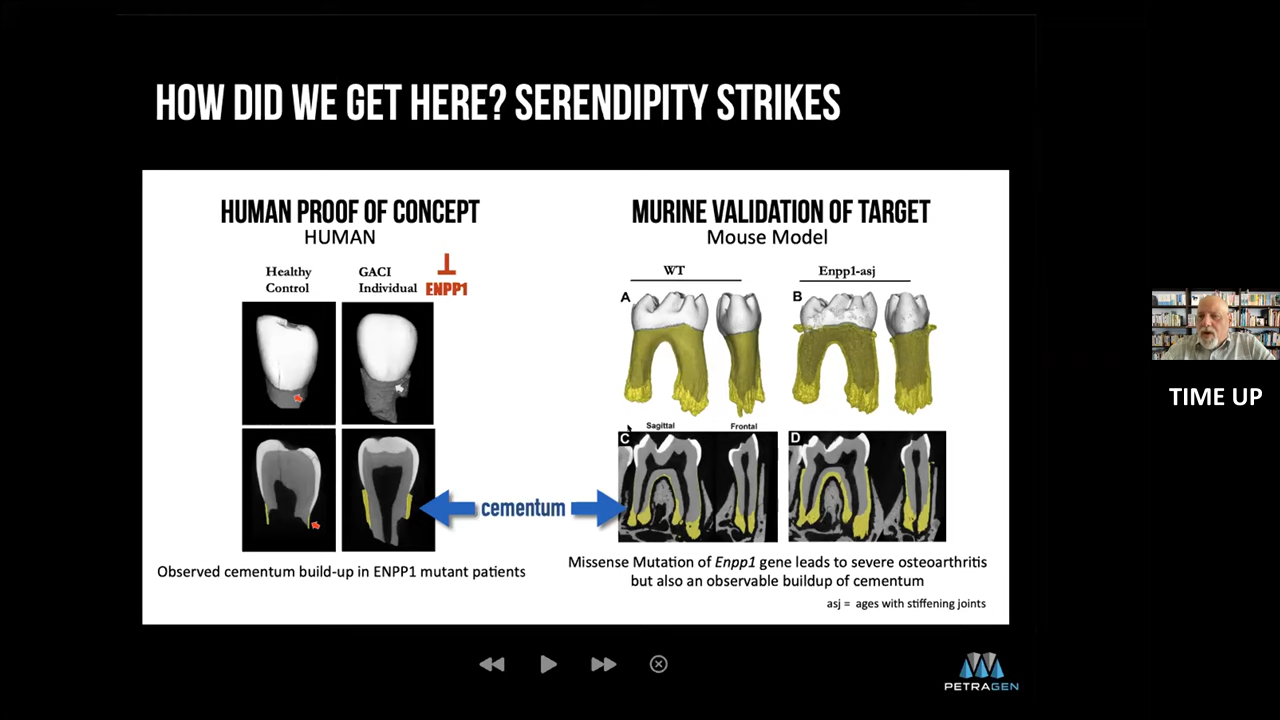 HOW DID WE GET HERE? SERENDIPITY STRIKES
HUMAN PROOF OF CONCEPT
HUMAN
Healthy
Control
GACI
Individual
ENPP1
Observed cementum build-up in ENPP1 mutant patients
cementum
MURINE VALIDATION OF TARGET
Mouse Model
WT
Enpp1-asj
A
B
Sagittal
Frontal
C
D
Missense Mutation of Enpp1 gene leads to severe osteoarthritis
but also an observable buildup of cementum
asj = ages with stiffening joints
PETRAGEN
TIME UP